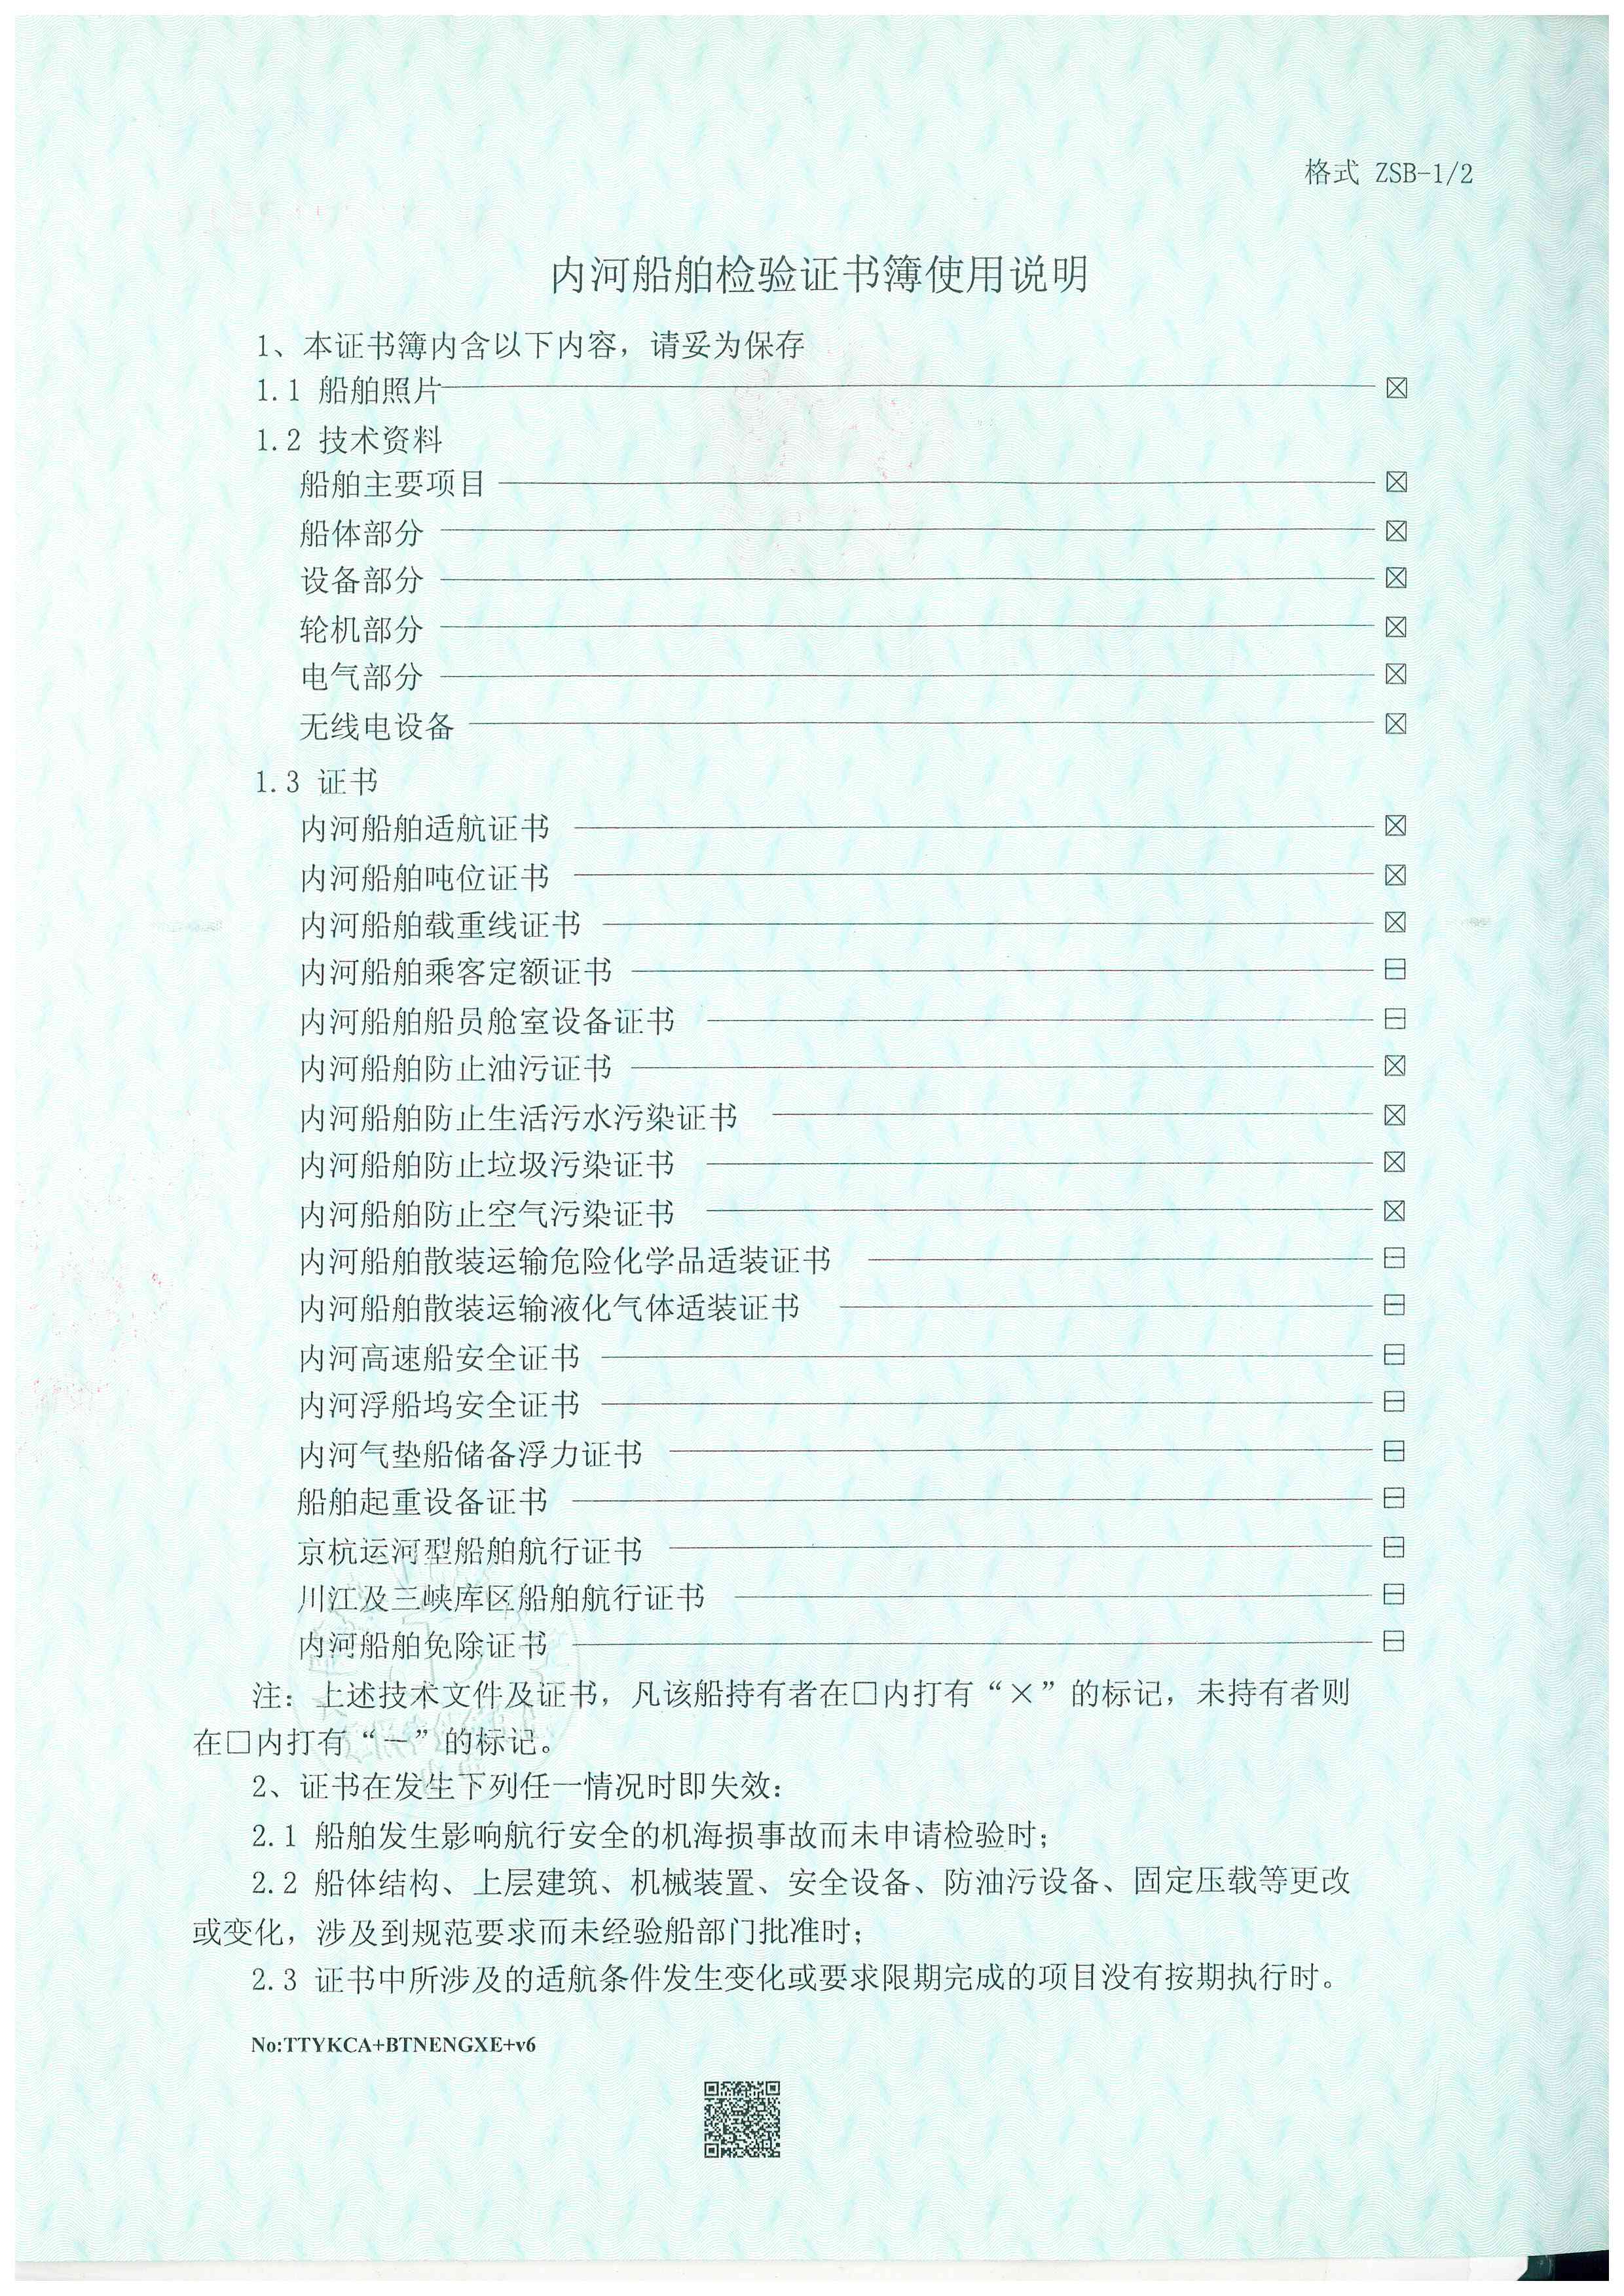 格式 ZSB-1/2
内河船舶检验证书簿使用说明
1、本证书簿内含以下内容，请妥为保存
1.1 船舶照片 ☒
1.2 技术资料
船舶主要项目 ☒
船体部分 ☒
设备部分 ☒
轮机部分 ☒
电气部分 ☒
无线电设备 ☒
1.3 证书
内河船舶适航证书 ☒
内河船舶吨位证书 ☒
内河船舶载重线证书 ☒
内河船舶乘客定额证书 ⊟
内河船舶船员舱室设备证书 ⊟
内河船舶防止油污证书 ☒
内河船舶防止生活污水污染证书 ☒
内河船舶防止垃圾污染证书 ☒
内河船舶防止空气污染证书 ☒
内河船舶散装运输危险化学品适装证书 ⊟
内河船舶散装运输液化气体适装证书 ⊟
内河高速船安全证书 ⊟
内河浮船坞安全证书 ⊟
内河气垫船储备浮力证书 ⊟
船舶起重设备证书 ⊟
京杭运河型船舶航行证书 ⊟
川江及三峡库区船舶航行证书 ⊟
内河船舶免除证书 ⊟
注：上述技术文件及证书，凡该船持有者在□内打有“×”的标记，未持有者则
在□内打有“—”的标记。
2、证书在发生下列任一情况时即失效：
2.1 船舶发生影响航行安全的机海损事故而未申请检验时；
2.2 船体结构、上层建筑、机械装置、安全设备、防油污设备、固定压载等更改
或变化，涉及到规范要求而未经验船部门批准时；
2.3 证书中所涉及的适航条件发生变化或要求限期完成的项目没有按期执行时。
No:TTYKCA+BTNENGXE+v6